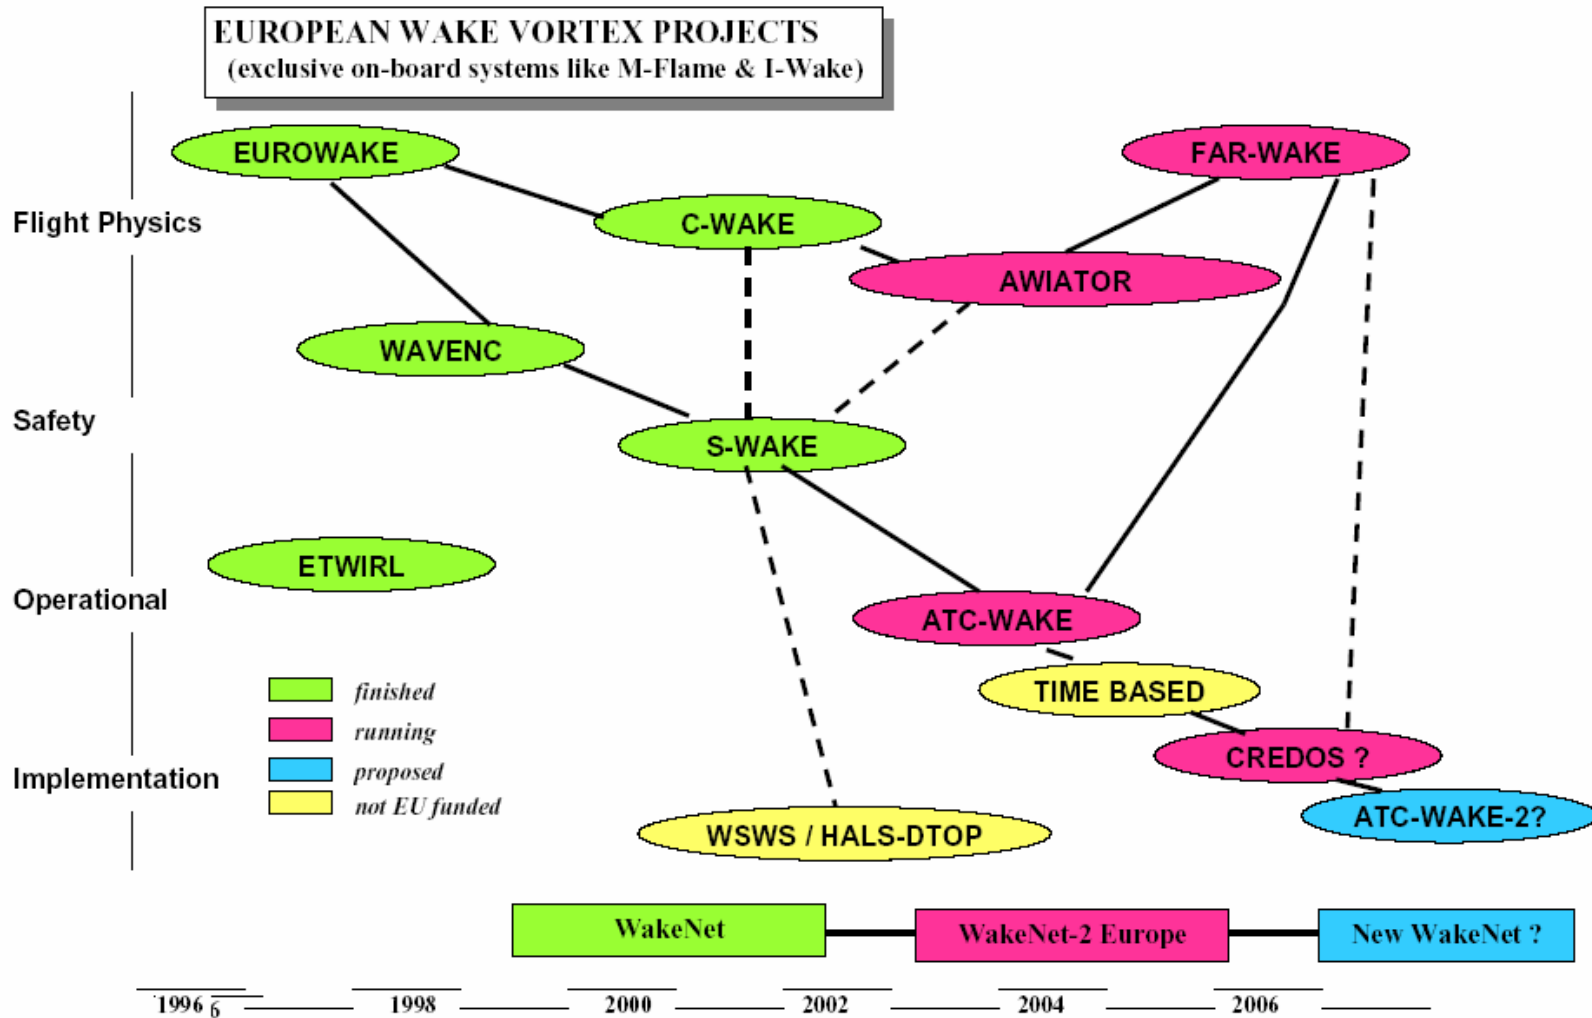 EUROPEAN WAKE VORTEX PROJECTS
(exclusive on-board systems like M-Flame & I-Wake)
EUROWAKE
FAR-WAKE
Flight Physics
C-WAKE
AWIATOR
WAVENC
Safety
S-WAKE
ETWIRL
Operational
ATC-WAKE
TIME BASED
finished
running
proposed
not EU funded
CREDOS ?
Implementation
ATC-WAKE-2?
WSWS / HALS-DTOP
WakeNet
WakeNet-2 Europe
New WakeNet ?
1996 6 1998 2000 2002 2004 2006